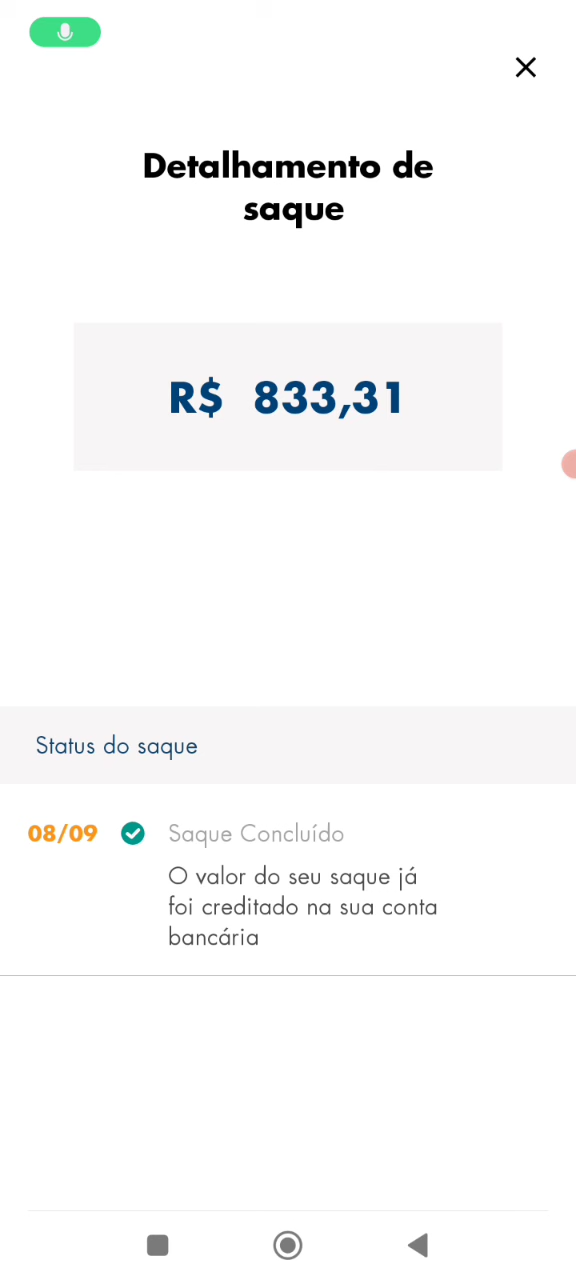 Detalhamento de
saque
R$ 833,31
Status do saque
08/09 Saque Concluído
O valor do seu saque já
foi creditado na sua conta
bancária